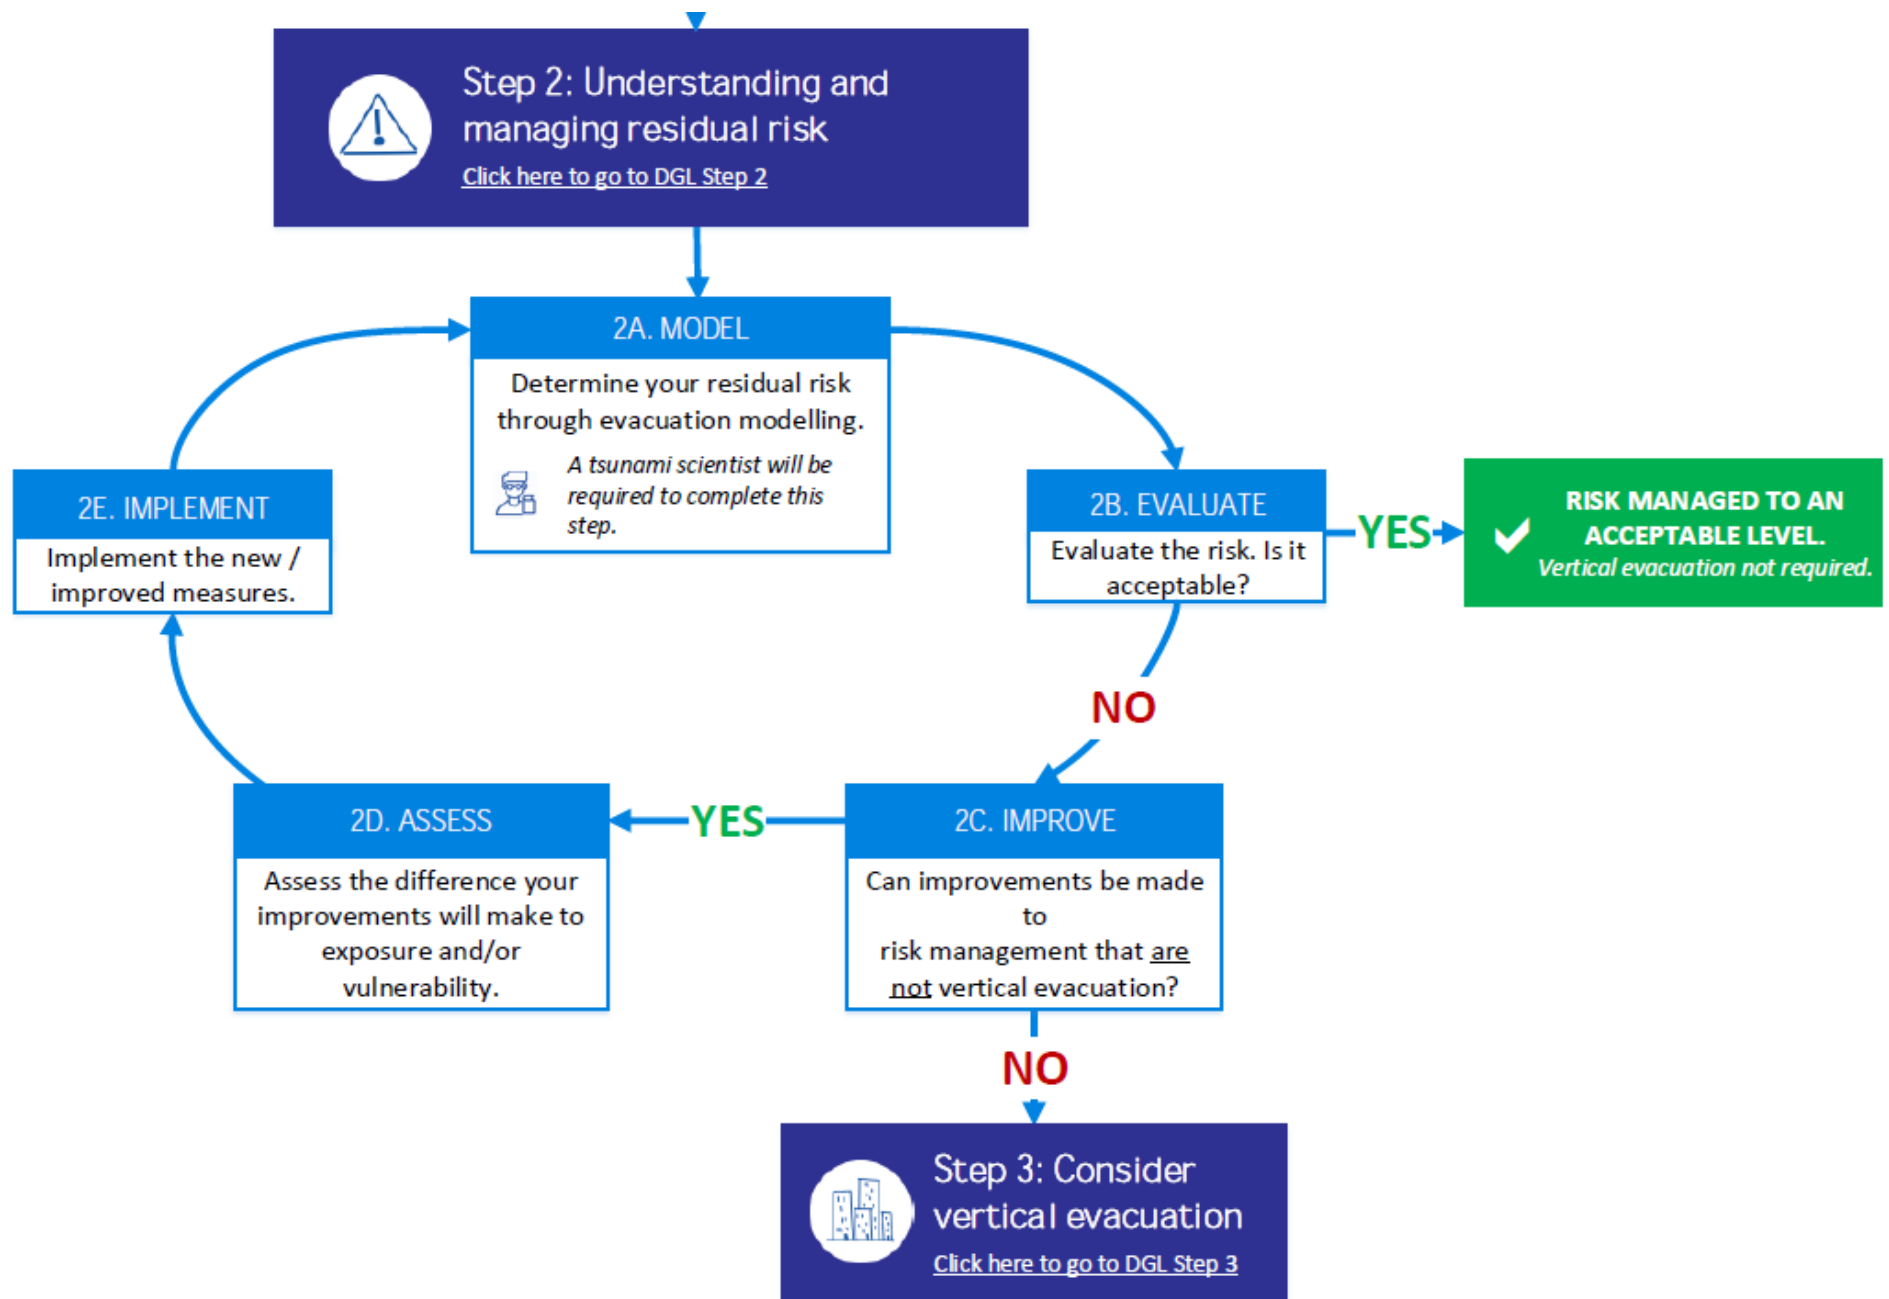 Step 2: Understanding and
managing residual risk
Click here to go to DGL Step 2
2A. MODEL
Determine your residual risk
through evacuation modelling.
A tsunami scientist will be
required to complete this
step.
2B. EVALUATE
Evaluate the risk. Is it
acceptable?
YES
RISK MANAGED TO AN
ACCEPTABLE LEVEL.
Vertical evacuation not required.
NO
2C. IMPROVE
Can improvements be made
to
risk management that are
not vertical evacuation?
YES
2D. ASSESS
Assess the difference your
improvements will make to
exposure and/or
vulnerability.
2E. IMPLEMENT
Implement the new /
improved measures.
NO
Step 3: Consider
vertical evacuation
Click here to go to DGL Step 3